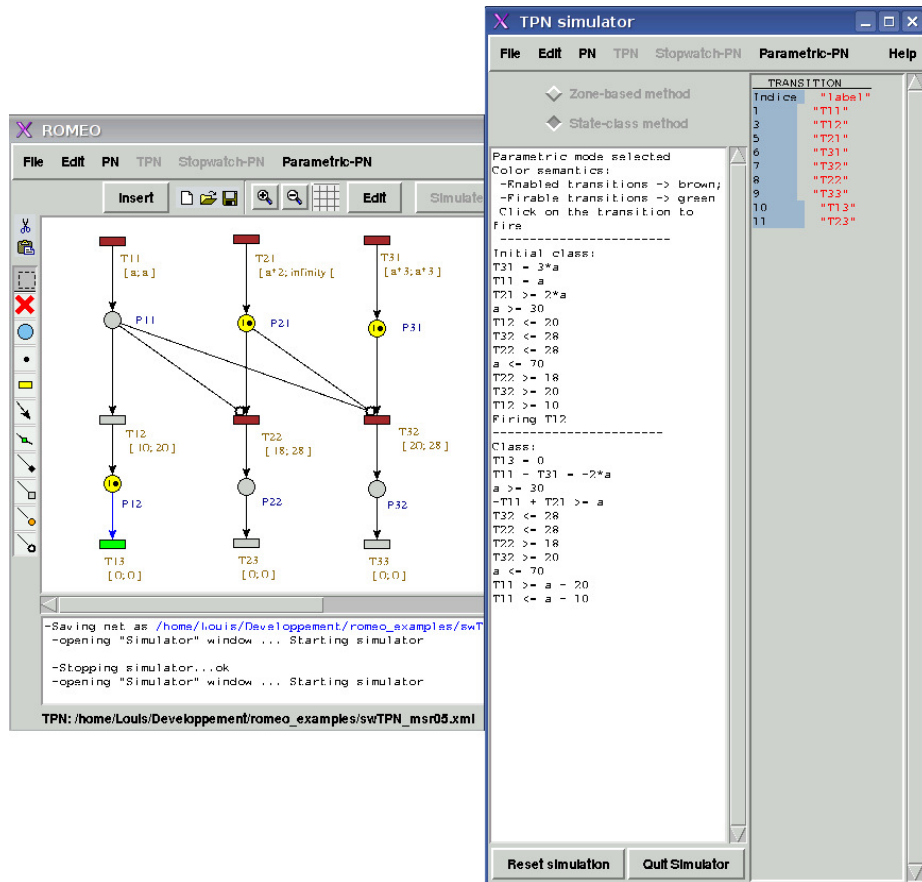 TPN simulator
File Edit PN TPN Stopwatch-PN Parametric-PN Help
Zone-based method
State-class method
Parametric mode selected
Color semantics:
-Enabled transitions -> brown;
-Firable transitions -> green
Click on the transition to
fire
------------------------
Initial class:
T31 = 3*a
T11 = a
T21 >= 2*a
a >= 30
T12 <= 20
T32 <= 28
T22 <= 28
a <= 70
T22 >= 18
T32 >= 20
T12 >= 10
Firing T12
------------------------
Class:
T13 = 0
T11 - T31 = -2*a
a >= 30
-T11 + T21 >= a
T32 <= 28
T22 <= 28
T22 >= 18
T32 >= 20
a <= 70
T11 >= a - 20
T11 <= a - 10
Reset simulation Quit Simulator
TRANSITION
Indice "label"
1 "T11"
3 "T12"
5 "T21"
6 "T31"
7 "T32"
8 "T22"
9 "T33"
10 "T13"
11 "T23"
ROMEO
File Edit PN TPN Stopwatch-PN Parametric-PN
Insert Edit Simulate
T11 T21 T31
[ a; a ] [ a*2; infinity [ [ a*3; a*3 ]
P11 P21 P31
T12 T22 T32
[ 10; 20 ] [ 18; 28 ] [ 20; 28 ]
P12 P22 P32
T13 T23 T33
[ 0; 0 ] [ 0; 0 ] [ 0; 0 ]
-Saving net as /home/Louis/Developpement/romeo_examples/swT
-opening "Simulator" window ... Starting simulator
-Stopping simulator...ok
-opening "Simulator" window ... Starting simulator
TPN: /home/Louis/Developpement/romeo_examples/swTPN_msr05.xml